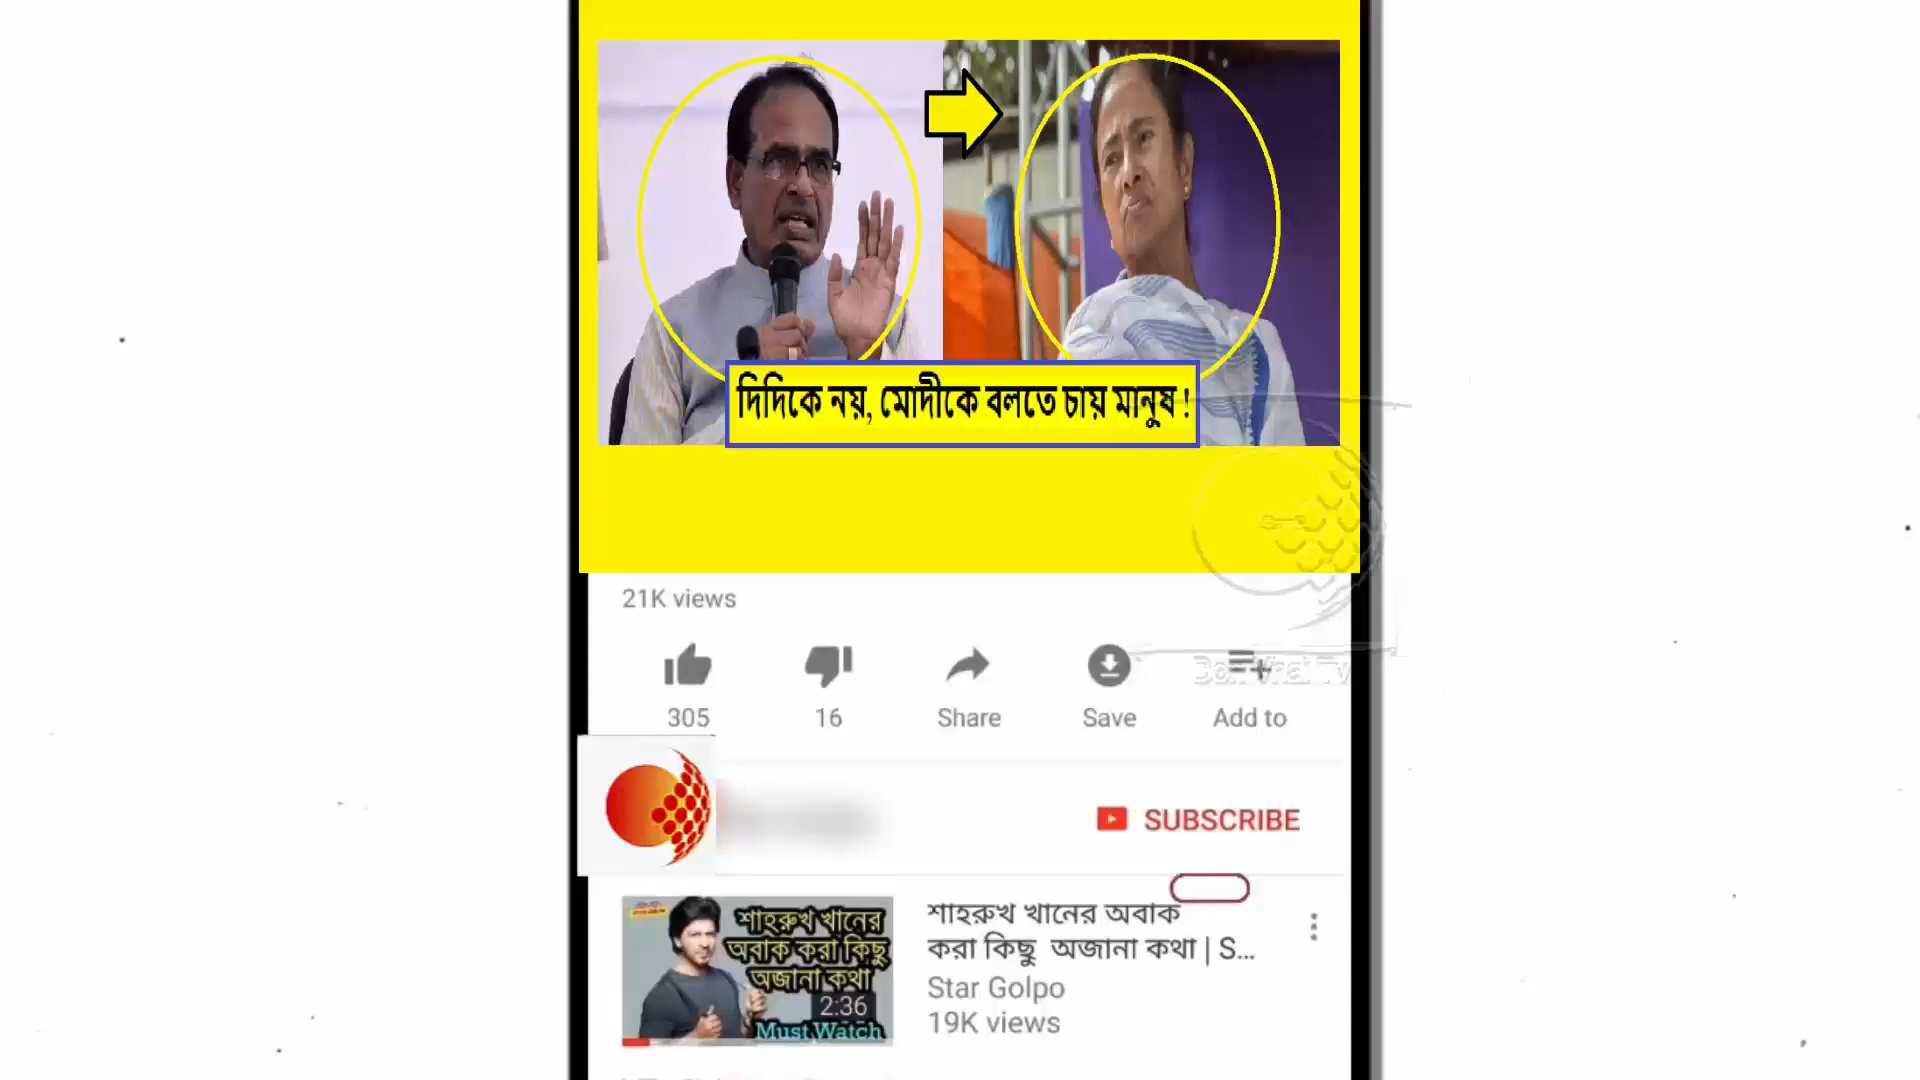 দিদিকে নয়, মোদীকে বলতে চায় মানুষ !
21K views
305
16
Share
Save
Add to
SUBSCRIBE
শাহরুখ খানের
অবাক করা কিছু
অজানা কথা
2:36
Must Watch
শাহরুখ খানের অবাক
করা কিছু অজানা কথা | S...
Star Golpo
19K views